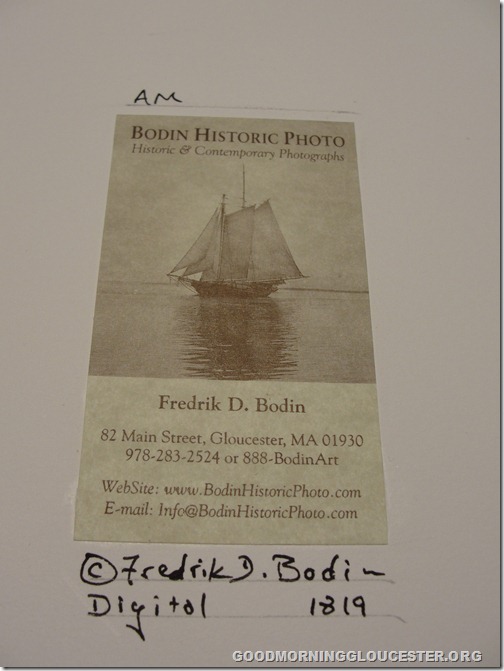 AM
BODIN HISTORIC PHOTO
Historic & Contemporary Photographs
Fredrik D. Bodin
82 Main Street, Gloucester, MA 01930
978-283-2524 or 888-BodinArt
WebSite: www.BodinHistoricPhoto.com
E-mail: Info@BodinHistoricPhoto.com
©Fredrik D. Bodin
Digital 1819
GOODMORNINGGLOUCESTER.ORG